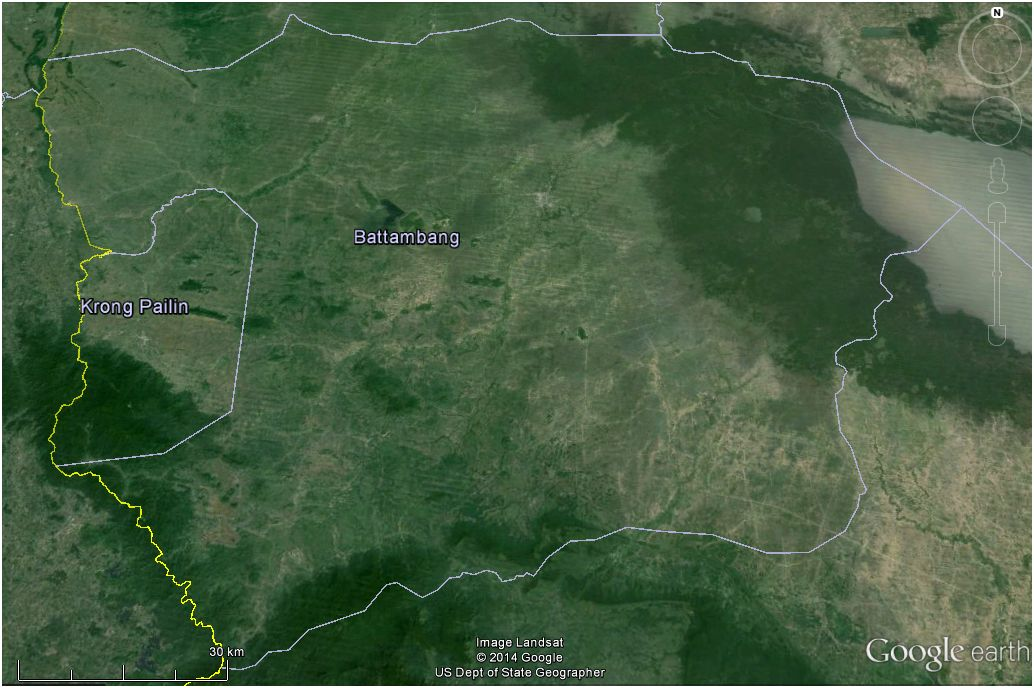 N
Battambang
Krong Pailin
30 km
Image Landsat
© 2014 Google
US Dept of State Geographer
Google earth